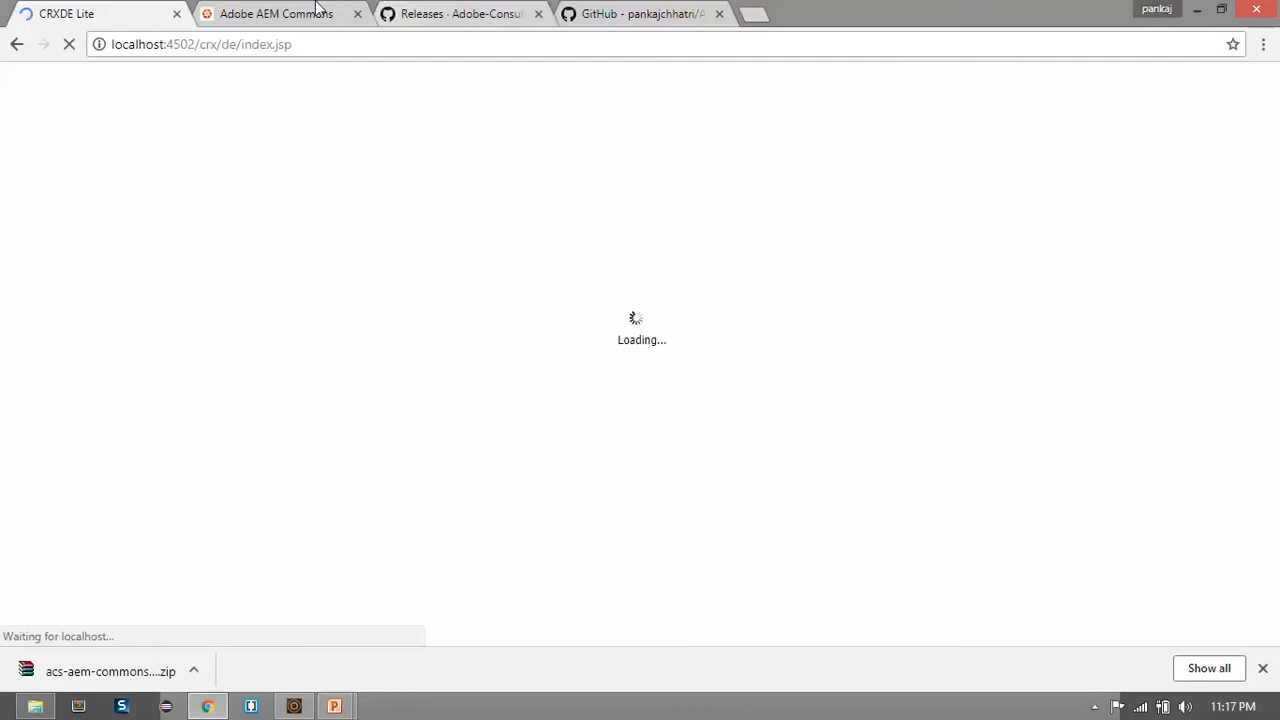 CRXDE Lite
Adobe AEM Commons
Releases · Adobe-Consul
GitHub - pankajchhatri/A
pankaj
localhost:4502/crx/de/index.jsp
Loading...
Waiting for localhost...
acs-aem-commons....zip
Show all
11:17 PM